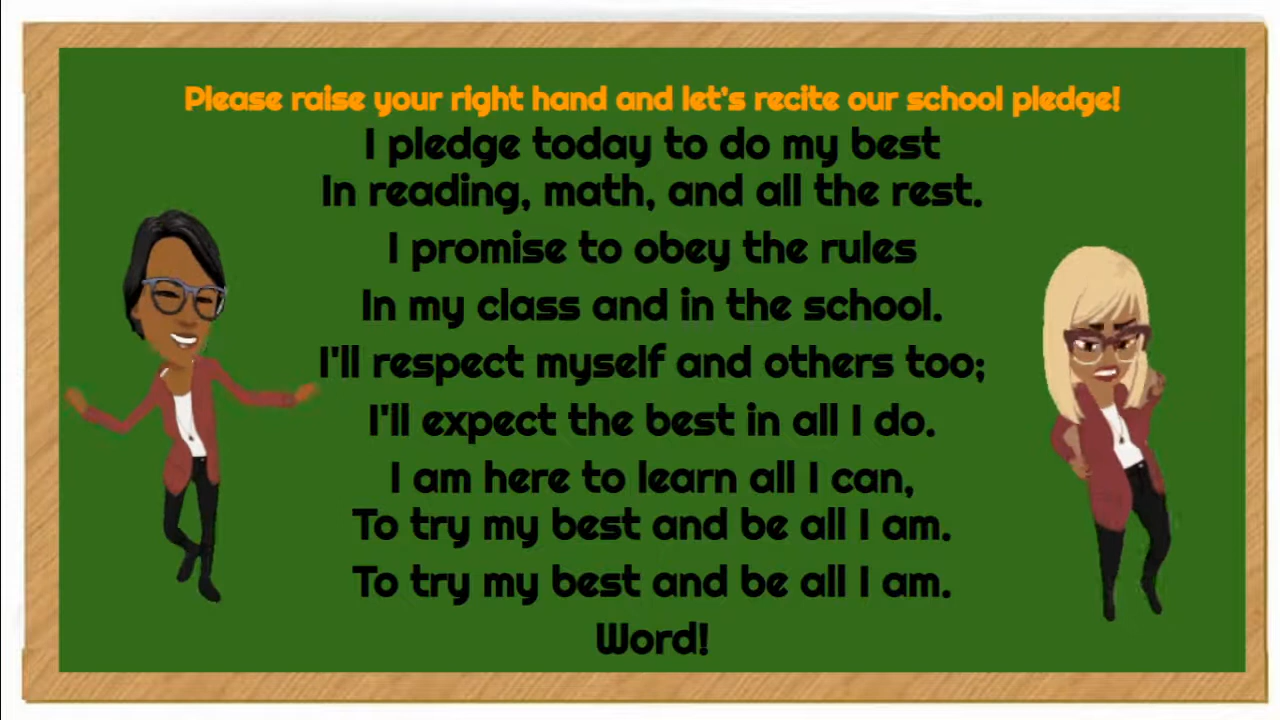 Please raise your right hand and let's recite our school pledge!
I pledge today to do my best
In reading, math, and all the rest.
I promise to obey the rules
In my class and in the school.
I'll respect myself and others too;
I'll expect the best in all I do.
I am here to learn all I can,
To try my best and be all I am.
To try my best and be all I am.
Word!